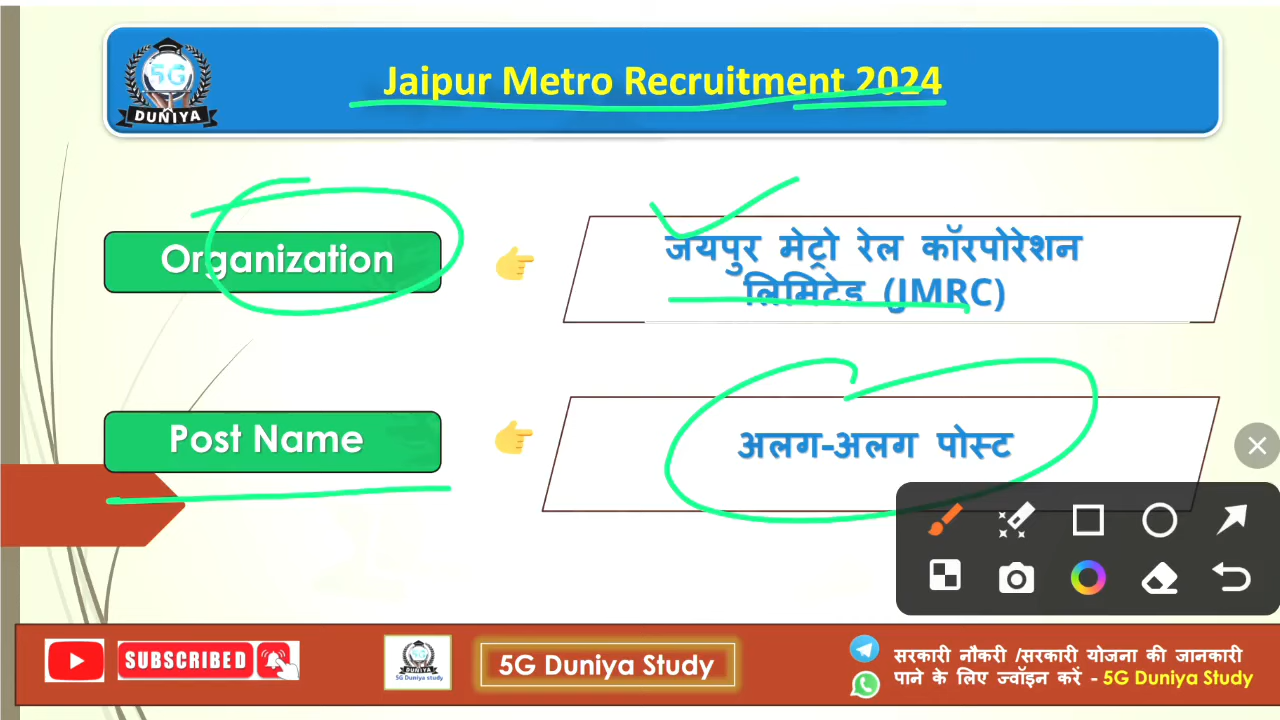 5G
DUNIYA
Jaipur Metro Recruitment 2024
Organization
जयपुर मेट्रो रेल कॉरपोरेशन
लिमिटेड (JMRC)
Post Name
अलग-अलग पोस्ट
SUBSCRIBED
5G Duniya study
5G Duniya Study
सरकारी नौकरी /सरकारी योजना की जानकारी
पाने के लिए ज्वॉइन करें - 5G Duniya Study